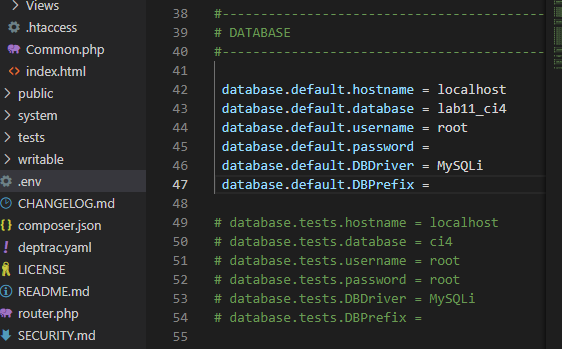 Views
.htaccess
Common.php
index.html
public
system
tests
writable
.env
CHANGELOG.md
composer.json
deptrac.yaml
LICENSE
README.md
router.php
SECURITY.md
38 #--------------------------------------------------
39 # DATABASE
40 #--------------------------------------------------
41
42 database.default.hostname = localhost
43 database.default.database = lab11_ci4
44 database.default.username = root
45 database.default.password =
46 database.default.DBDriver = MySQLi
47 database.default.DBPrefix =
48
49 # database.tests.hostname = localhost
50 # database.tests.database = ci4
51 # database.tests.username = root
52 # database.tests.password = root
53 # database.tests.DBDriver = MySQLi
54 # database.tests.DBPrefix =
55